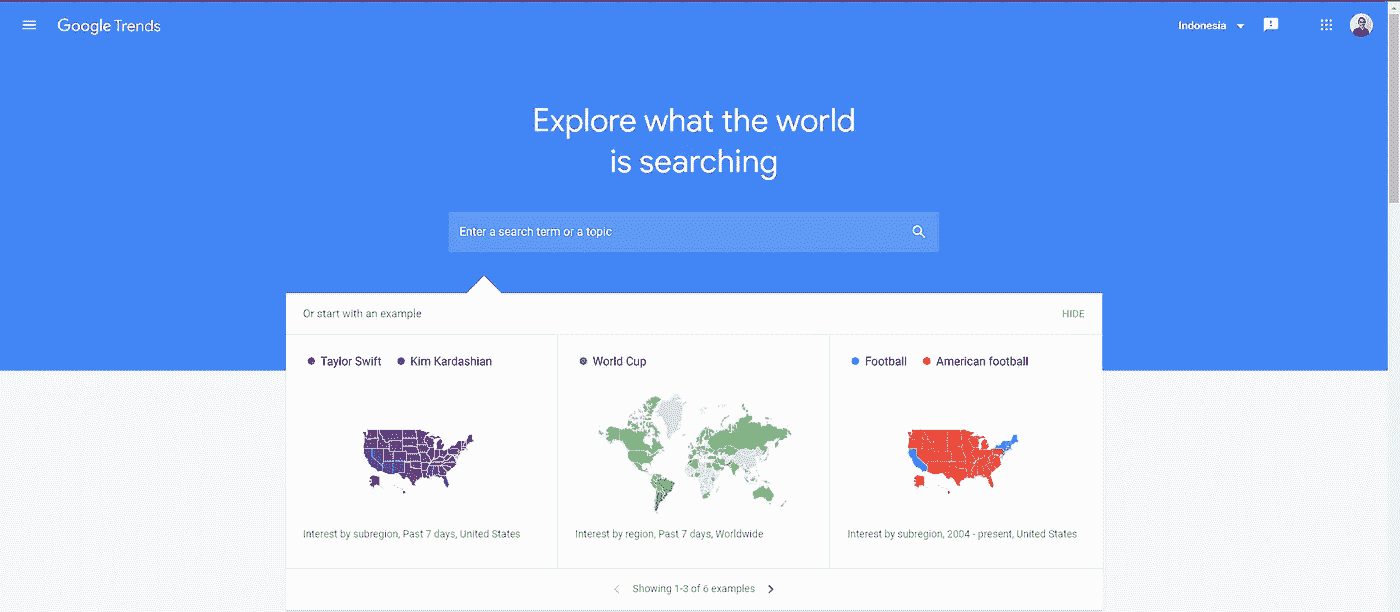 Google Trends
Indonesia
Explore what the world
is searching
Enter a search term or a topic
Or start with an example
HIDE
Taylor Swift Kim Kardashian
World Cup
Football American football
Interest by subregion, Past 7 days, United States
Interest by region, Past 7 days, Worldwide
Interest by subregion, 2004 - present, United States
Showing 1-3 of 6 examples